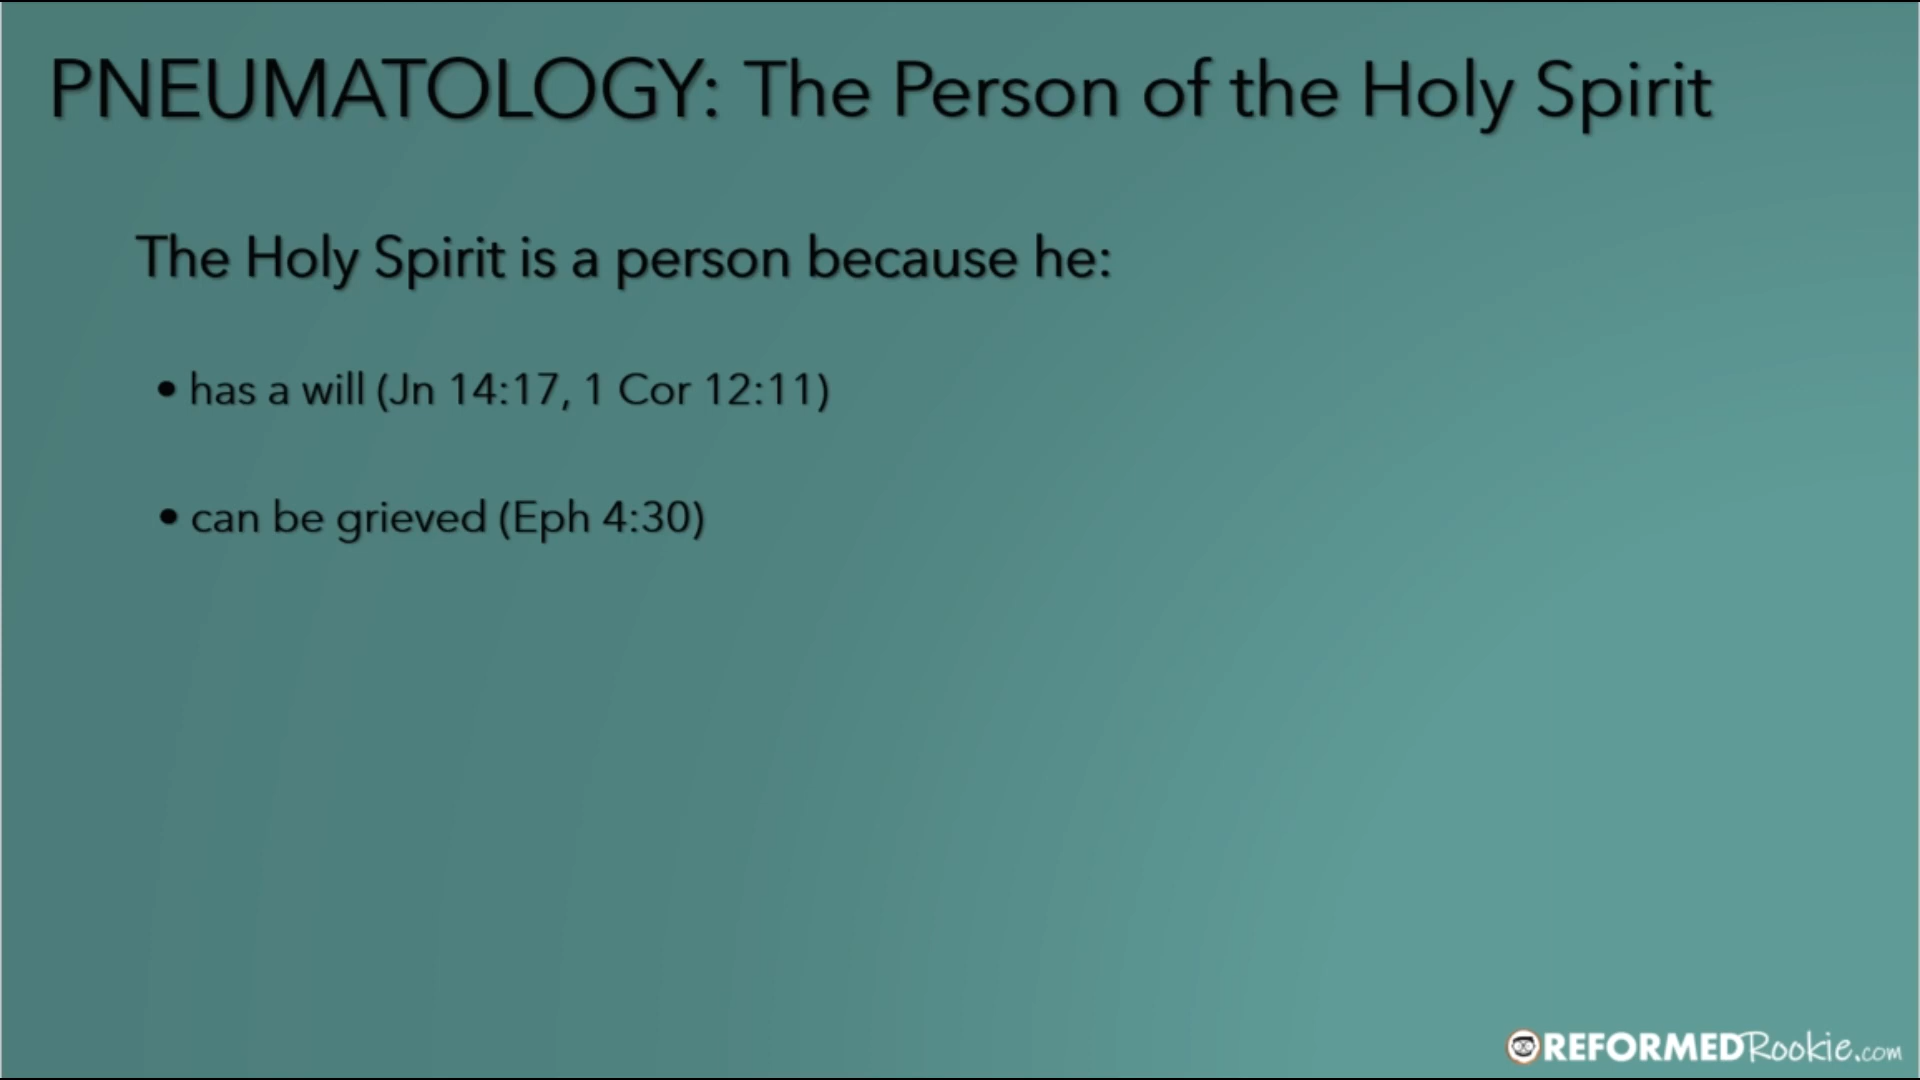 PNEUMATOLOGY: The Person of the Holy Spirit
The Holy Spirit is a person because he:
• has a will (Jn 14:17, 1 Cor 12:11)
• can be grieved (Eph 4:30)
REFORMEDRookie.com